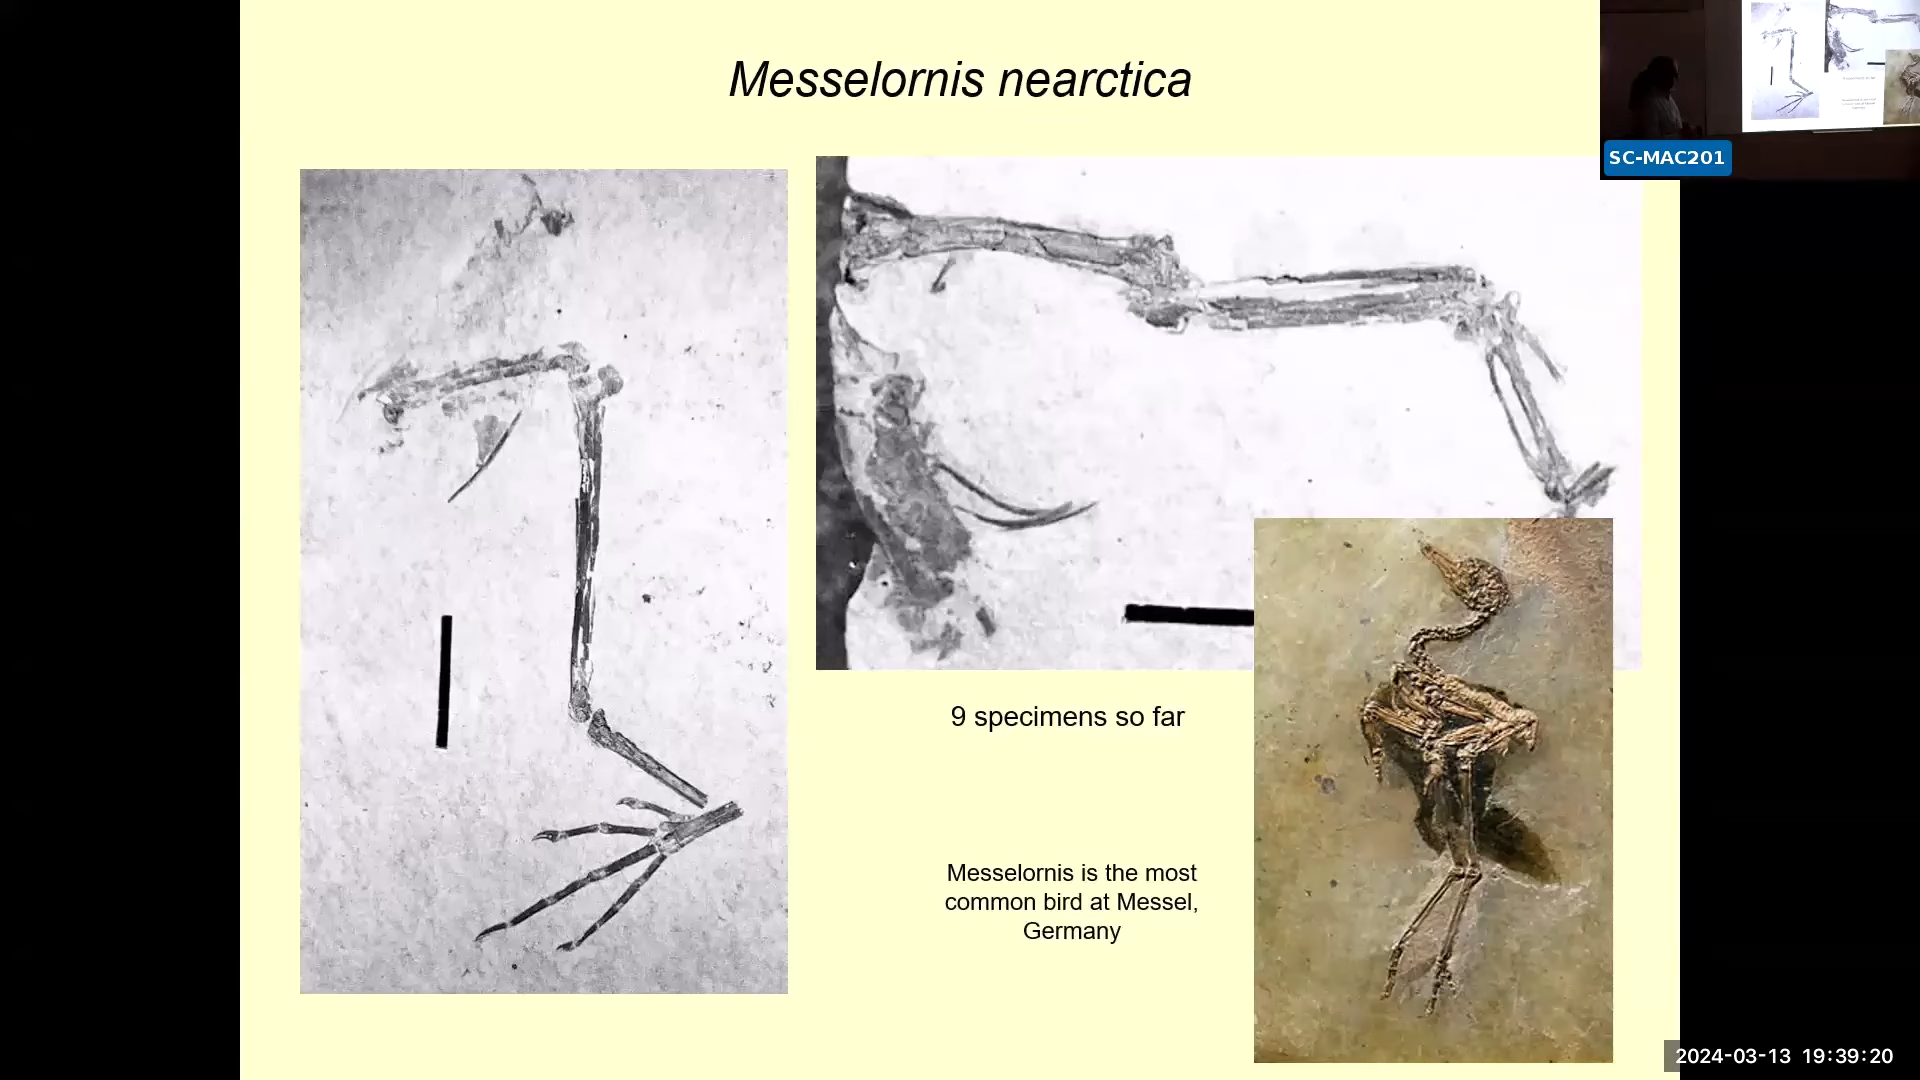 Messelornis nearctica
SC-MAC201
9 specimens so far
Messelornis is the most
common bird at Messel,
Germany
2024-03-13 19:39:20